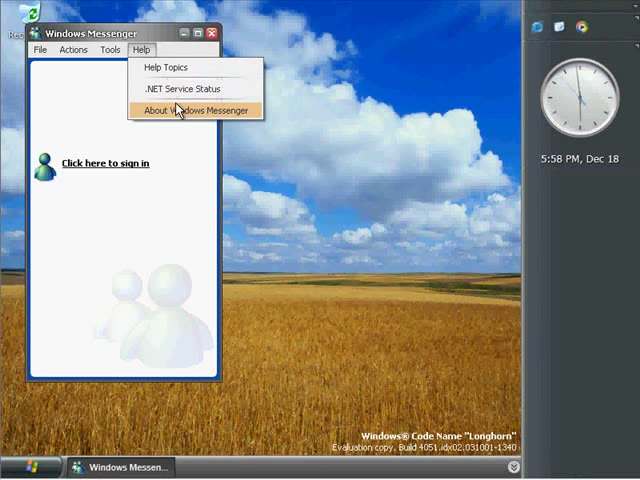 Rec
Windows Messenger
File Actions Tools Help
Help Topics
.NET Service Status
About Windows Messenger
Click here to sign in
5:58 PM, Dec 18
Windows® Code Name "Longhorn"
Evaluation copy. Build 4051.idx02.031001-1340
Windows Messen...